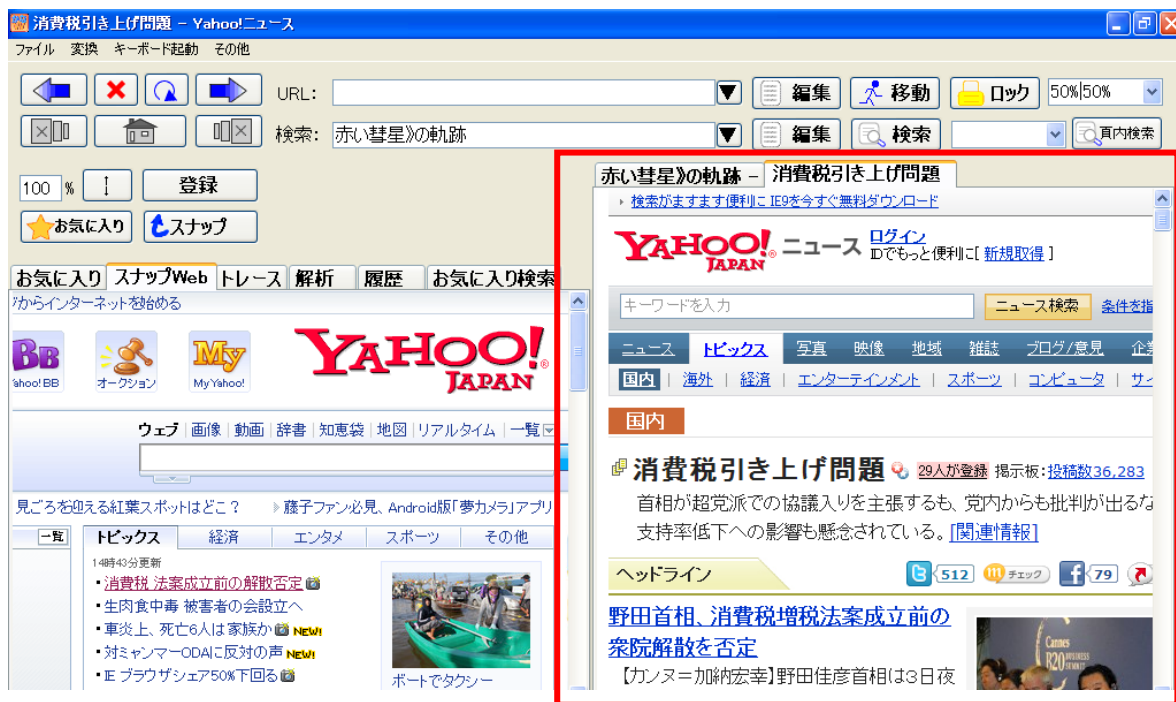 消費税引き上げ問題 - Yahoo!ニュース
ファイル 変換 キーボード起動 その他
URL:
編集 移動 ロック 50%|50%
検索: 赤い彗星》の軌跡
編集 検索 頁内検索
100 % 登録
お気に入り スナップ
お気に入り スナップWeb トレース 解析 履歴 お気に入り検索
からインターネットを始める
BB オークション My
Yahoo! BB My Yahoo!
YAHOO! JAPAN
ウェブ | 画像 | 動画 | 辞書 | 知恵袋 | 地図 | リアルタイム | 一覧
見ごろを迎える紅葉スポットはどこ？ 藤子ファン必見、Android版「夢カメラ」アプリ
一覧 トピックス 経済 エンタメ スポーツ その他
14時43分更新
・消費税 法案成立前の解散否定
・生肉食中毒 被害者の会設立へ
・車炎上、死亡6人は家族か NEW!
・対ミャンマーODAに反対の声 NEW!
・IE ブラウザシェア50%下回る
ボートでタクシー
赤い彗星》の軌跡 - 消費税引き上げ問題
検索がますます便利に IE9を今すぐ無料ダウンロード
YAHOO! JAPAN ニュース ログイン
IDでもっと便利に[ 新規取得 ]
キーワードを入力 ニュース検索 条件を指
ニュース トピックス 写真 映像 地域 雑誌 ブログ/意見 企業
国内 | 海外 | 経済 | エンターテインメント | スポーツ | コンピュータ | サイ
国内
消費税引き上げ問題 29人が登録 掲示板:投稿数36,283
首相が超党派での協議入りを主張するも、党内からも批判が出るな
支持率低下への影響も懸念されている。[関連情報]
ヘッドライン 512 チェック 79
野田首相、消費税増税法案成立前の
衆院解散を否定
【カンヌ＝加納宏幸】野田佳彦首相は3日夜
Cannes
R20 BUSINESS
SUMMIT